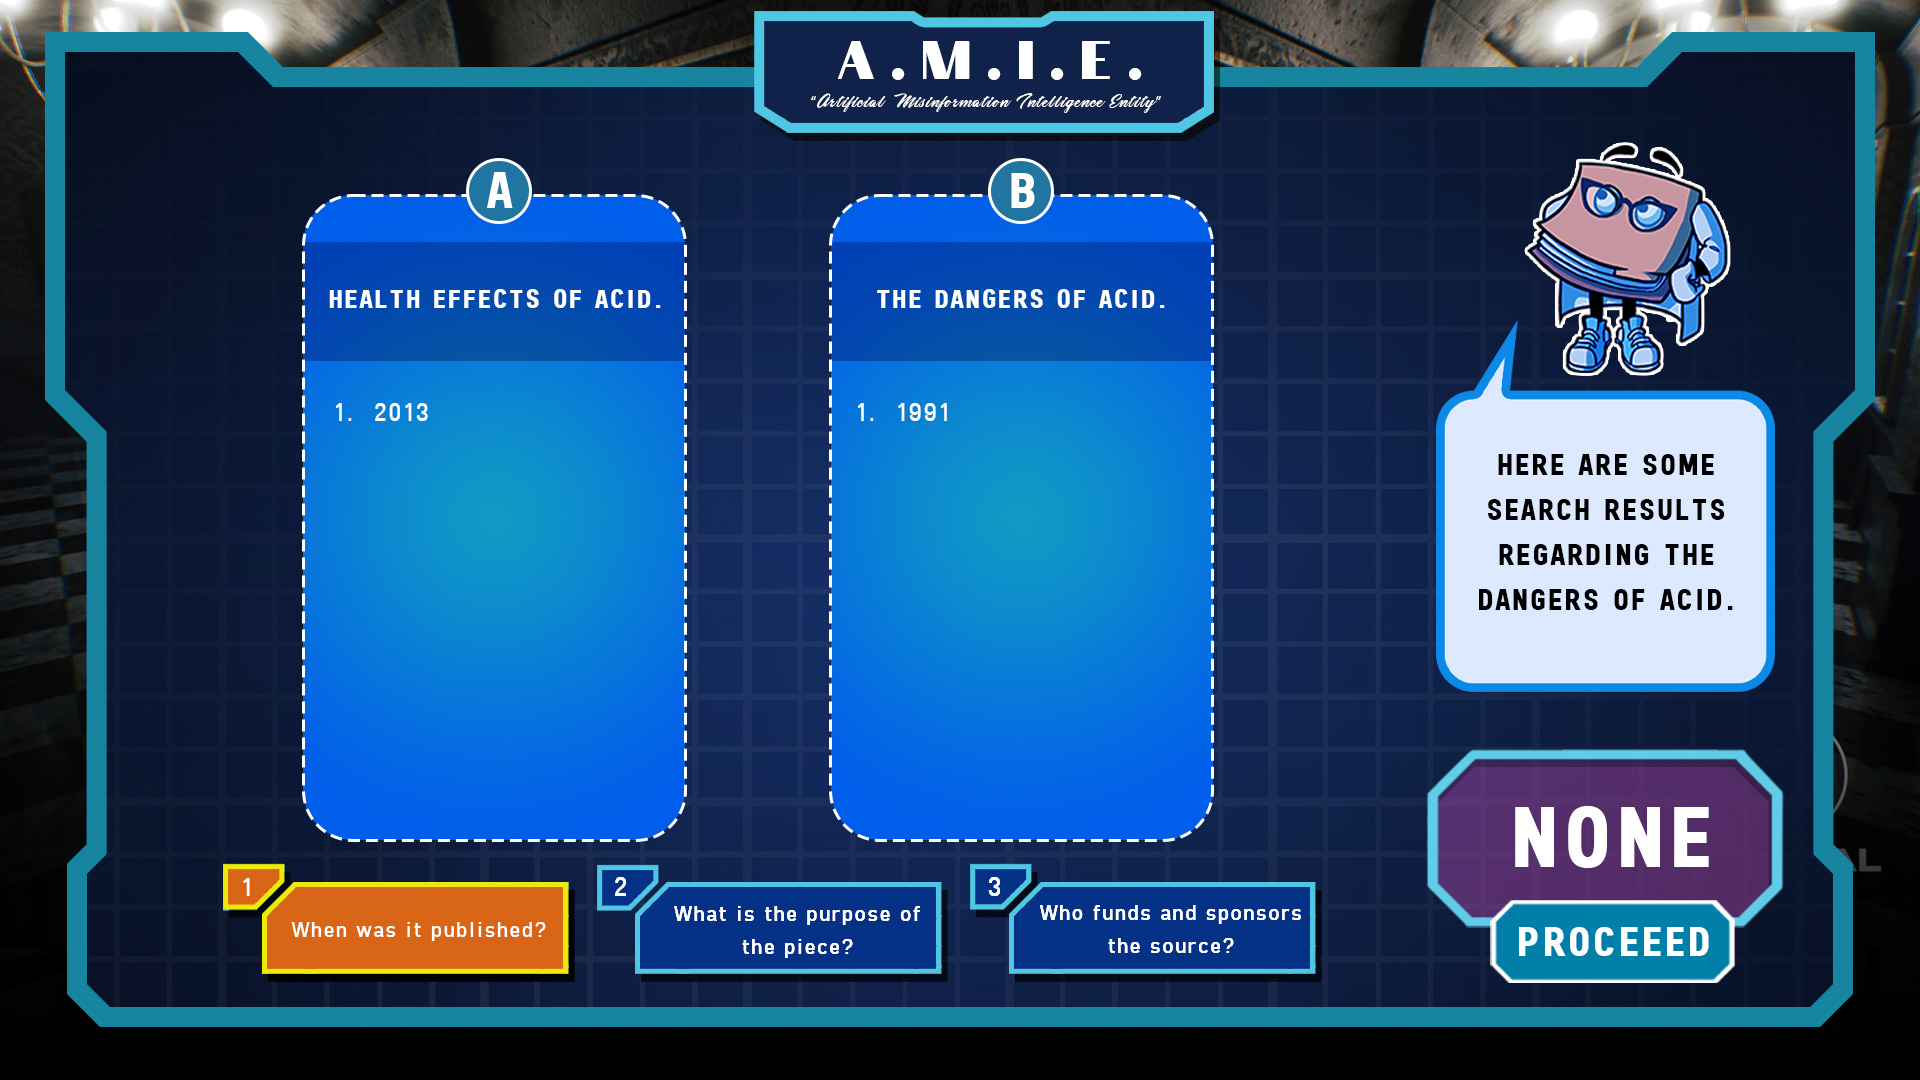 A.M.I.E.
"Artificial Misinformation Intelligence Entity"
A
HEALTH EFFECTS OF ACID.
1. 2013
B
THE DANGERS OF ACID.
1. 1991
HERE ARE SOME
SEARCH RESULTS
REGARDING THE
DANGERS OF ACID.
1
When was it published?
2
What is the purpose of
the piece?
3
Who funds and sponsors
the source?
NONE
PROCEEED